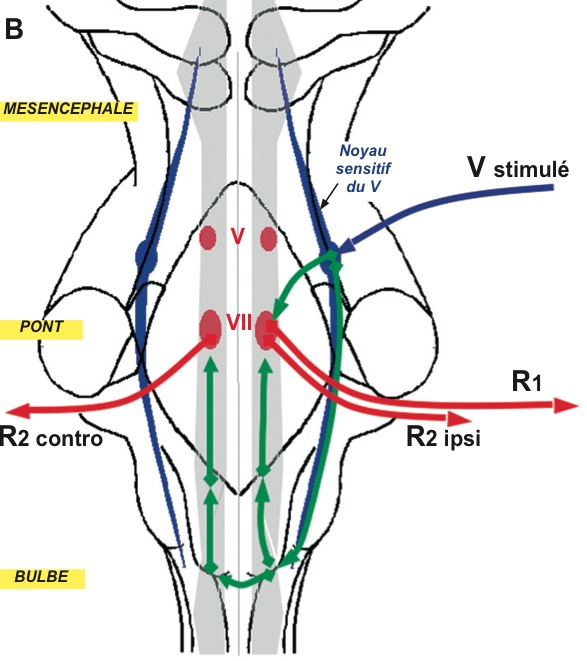 B
MESENCEPHALE
Noyau
sensitif
du V
V stimulé
V
PONT
VII
R1
R2 contro
R2 ipsi
BULBE